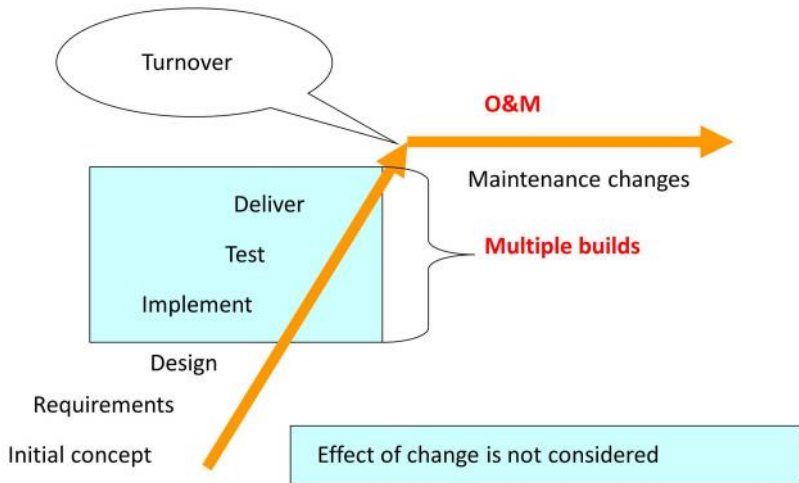 Turnover
O&M
Maintenance changes
Deliver
Multiple builds
Test
Implement
Design
Requirements
Initial concept
Effect of change is not considered